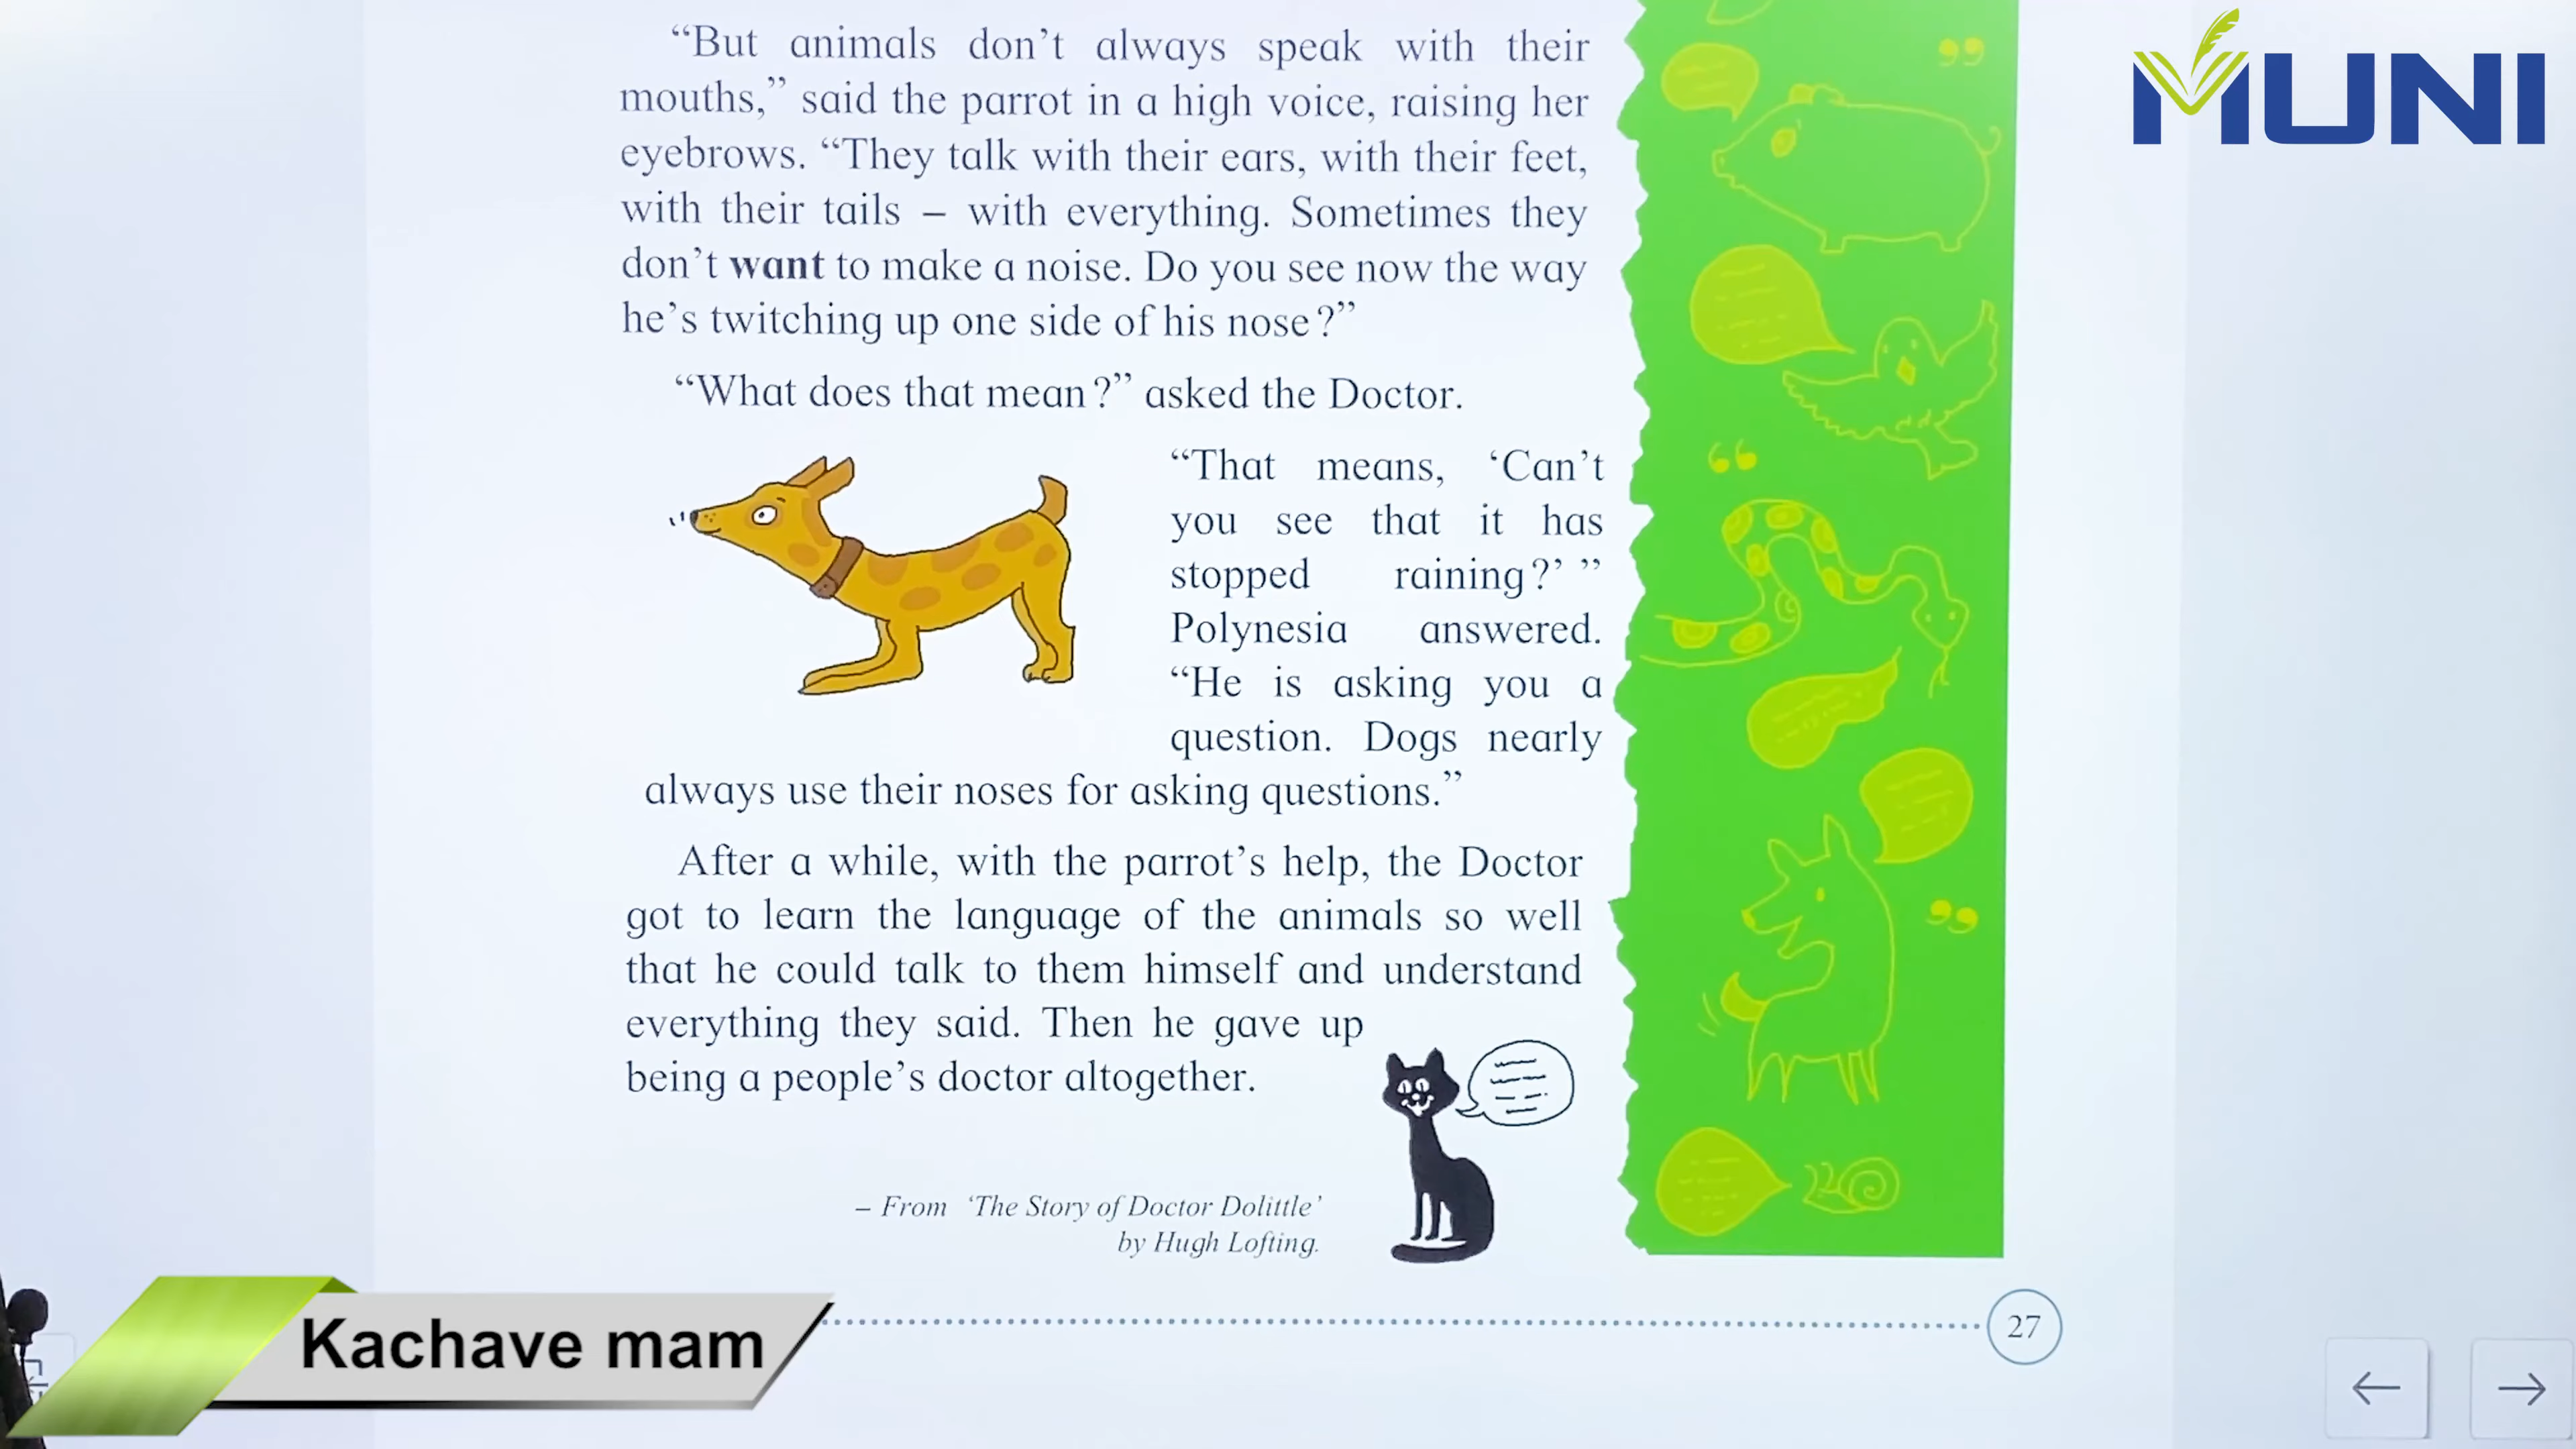 “But animals don’t always speak with their
mouths,” said the parrot in a high voice, raising her
eyebrows. “They talk with their ears, with their feet,
with their tails – with everything. Sometimes they
don’t want to make a noise. Do you see now the way
he’s twitching up one side of his nose?”
“What does that mean?” asked the Doctor.
“That means, ‘Can’t
you see that it has
stopped raining?’ ”
Polynesia answered.
“He is asking you a
question. Dogs nearly
always use their noses for asking questions.”
After a while, with the parrot’s help, the Doctor
got to learn the language of the animals so well
that he could talk to them himself and understand
everything they said. Then he gave up
being a people’s doctor altogether.
– From ‘The Story of Doctor Dolittle’
by Hugh Lofting.
27
MUNI
Kachave mam